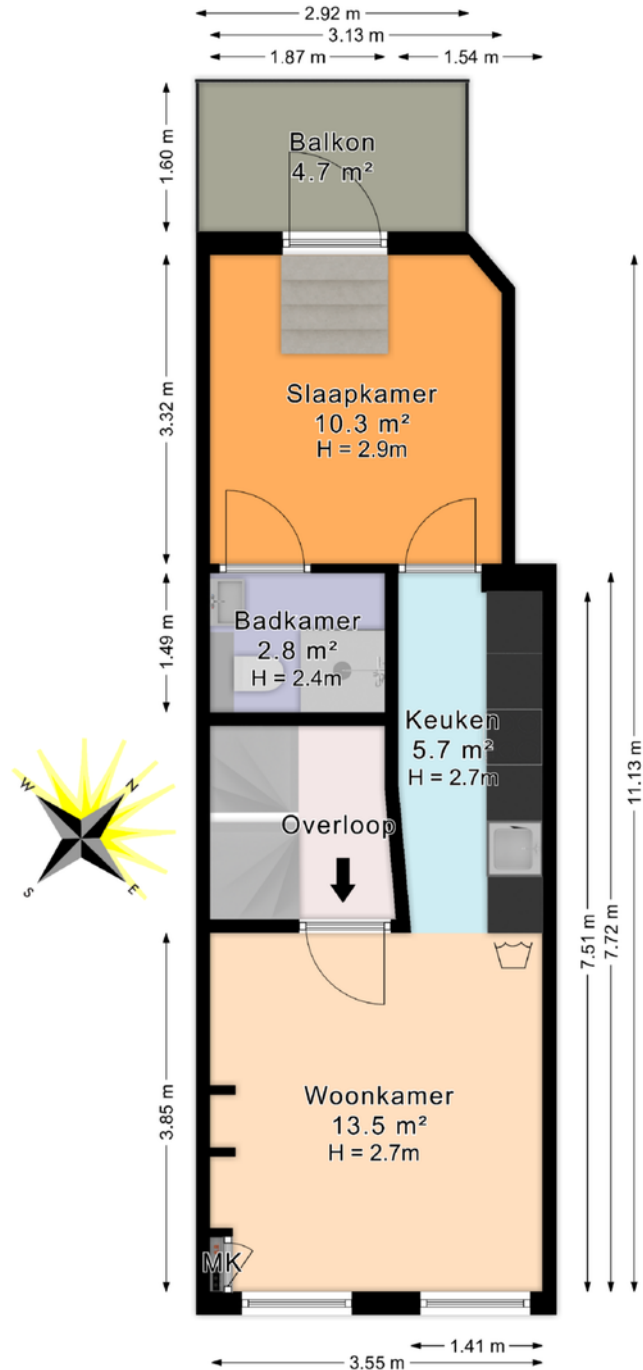 2.92 m
3.13 m
1.87 m
1.54 m
1.60 m
Balkon
4.7 m²
3.32 m
Slaapkamer
10.3 m²
H = 2.9m
1.49 m
Badkamer
2.8 m²
H = 2.4m
Keuken
5.7 m²
H = 2.7m
11.13 m
W
N
S
E
Overloop
7.51 m
7.72 m
3.85 m
Woonkamer
13.5 m²
H = 2.7m
MK
1.41 m
3.55 m